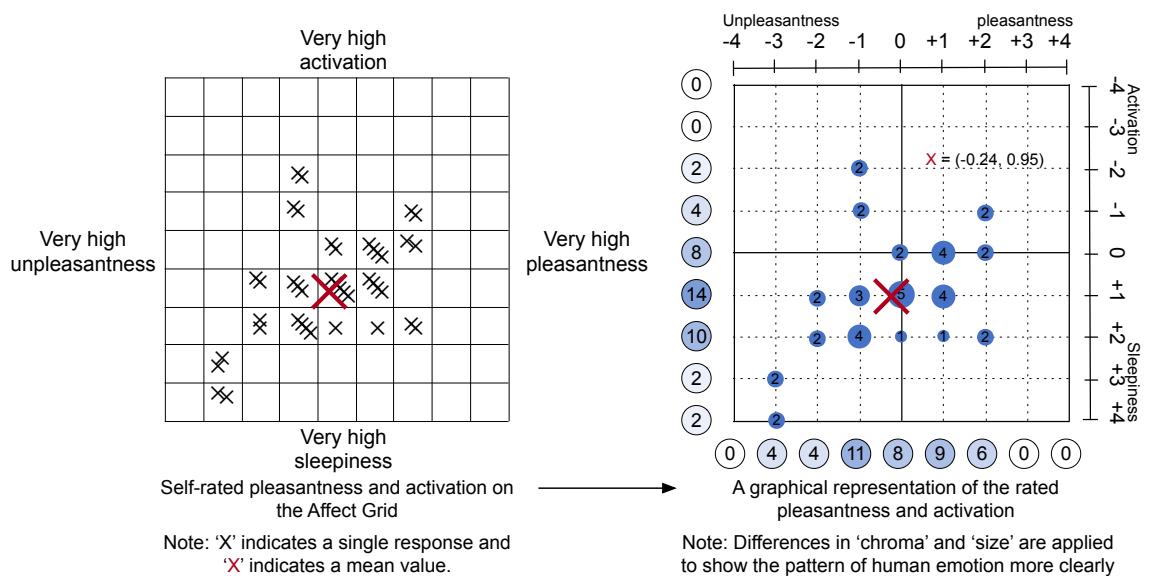 Very high
activation
Very high
unpleasantness
Very high
pleasantness
Very high
sleepiness
Self-rated pleasantness and activation on
the Affect Grid
Note: ‘X’ indicates a single response and
‘X’ indicates a mean value.
Unpleasantness pleasantness
-4 -3 -2 -1 0 +1 +2 +3 +4
0
0
2
4
8
14
10
2
2
X = (-0.24, 0.95)
2
2 2
2 4 2
2 3 5 4
2 4 1 1 2
2
2
Activation
-4
-3
-2
-1
0
+1
+2
+3
+4
Sleepiness
0 4 4 11 8 9 6 0 0
A graphical representation of the rated
pleasantness and activation
Note: Differences in ‘chroma’ and ‘size’ are applied
to show the pattern of human emotion more clearly